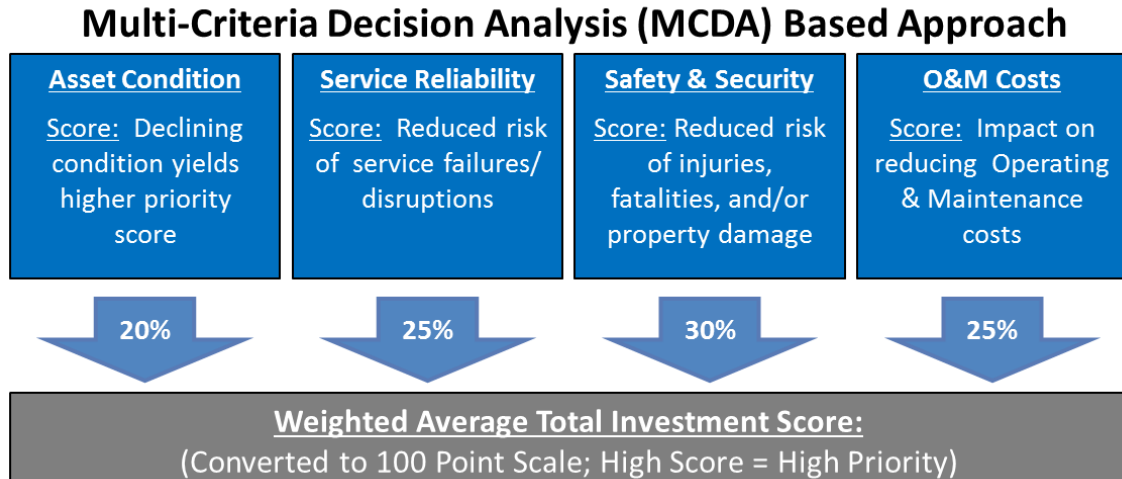 Multi-Criteria Decision Analysis (MCDA) Based Approach
Asset Condition
Score: Declining
condition yields
higher priority
score
Service Reliability
Score: Reduced risk
of service failures/
disruptions
Safety & Security
Score: Reduced risk
of injuries,
fatalities, and/or
property damage
O&M Costs
Score: Impact on
reducing Operating
& Maintenance
costs
20%
25%
30%
25%
Weighted Average Total Investment Score:
(Converted to 100 Point Scale; High Score = High Priority)